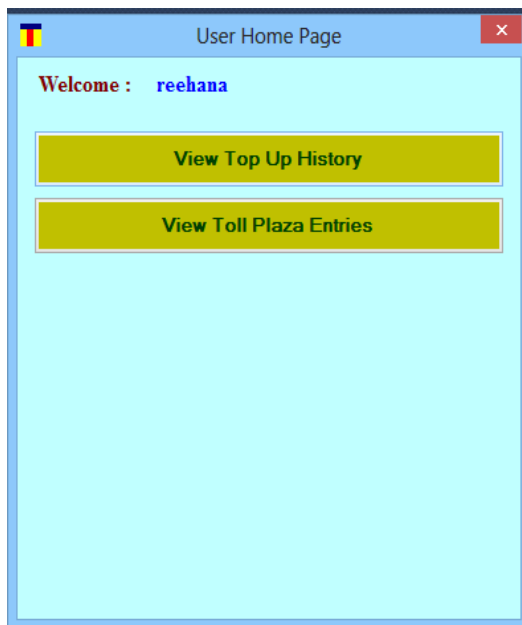 User Home Page
Welcome : reehana
View Top Up History
View Toll Plaza Entries